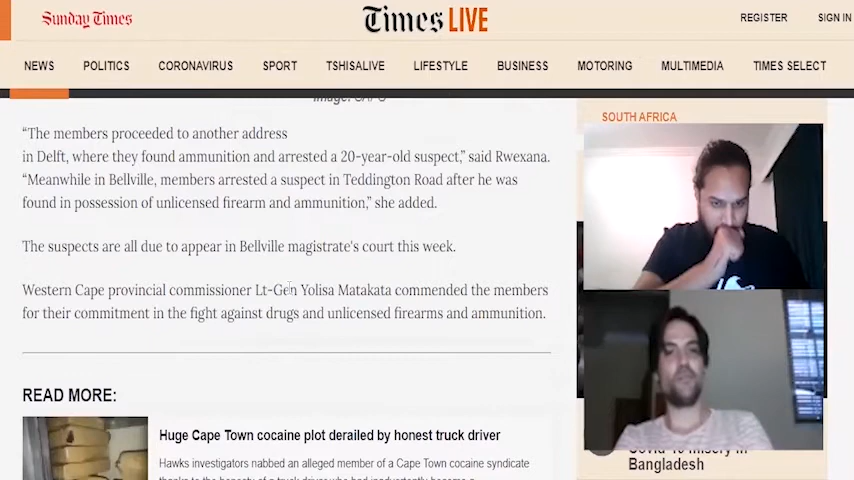 Sunday Times
Times LIVE
REGISTER
SIGN IN
NEWS
POLITICS
CORONAVIRUS
SPORT
TSHISALIVE
LIFESTYLE
BUSINESS
MOTORING
MULTIMEDIA
TIMES SELECT
“The members proceeded to another address
in Delft, where they found ammunition and arrested a 20-year-old suspect,” said Rwexana.
“Meanwhile in Bellville, members arrested a suspect in Teddington Road after he was
found in possession of unlicensed firearm and ammunition,” she added.
The suspects are all due to appear in Bellville magistrate's court this week.
Western Cape provincial commissioner Lt-Gen Yolisa Matakata commended the members
for their commitment in the fight against drugs and unlicensed firearms and ammunition.
READ MORE:
Huge Cape Town cocaine plot derailed by honest truck driver
Hawks investigators nabbed an alleged member of a Cape Town cocaine syndicate
SOUTH AFRICA
Covid-19 misery in
Bangladesh